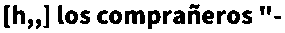 [h,,] los comprañeros "-